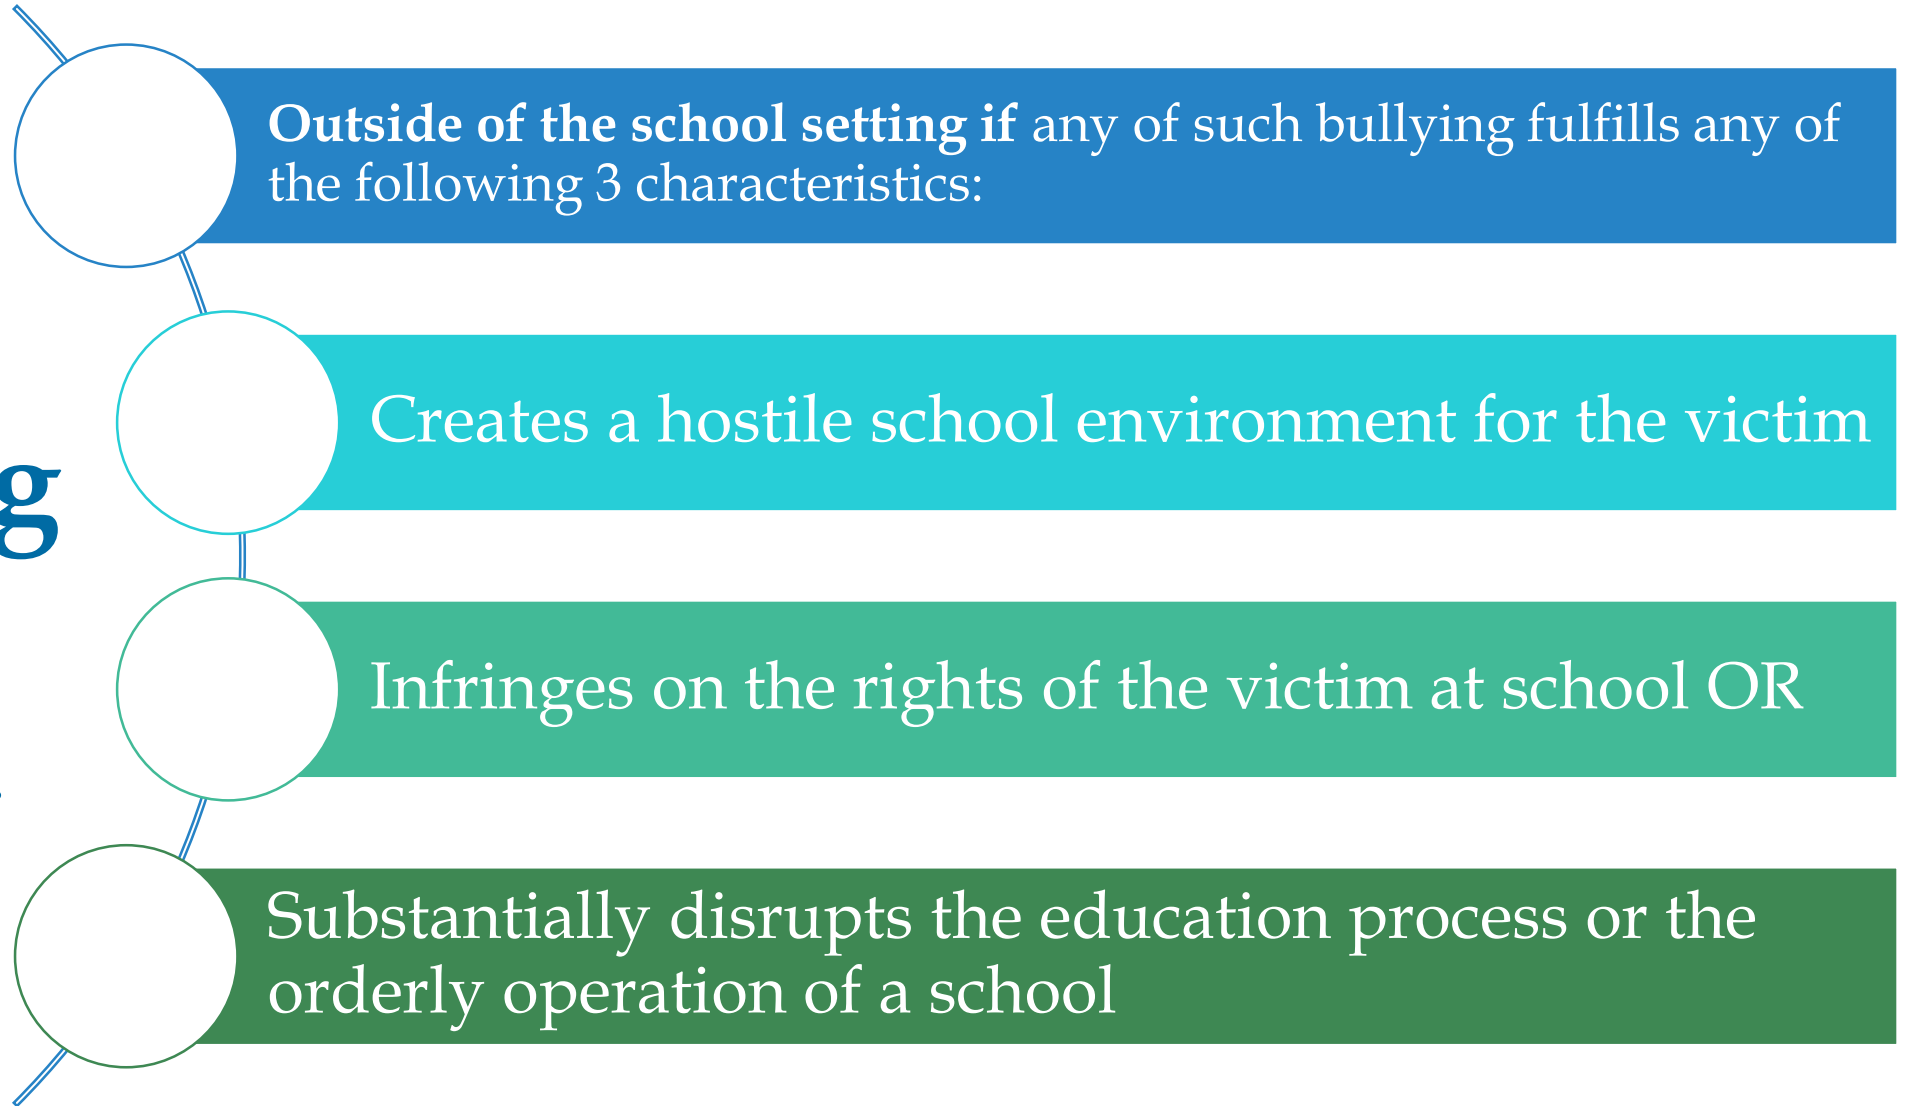 Outside of the school setting if any of such bullying fulfills any of
the following 3 characteristics:
Creates a hostile school environment for the victim
g
Infringes on the rights of the victim at school OR
Substantially disrupts the education process or the
orderly operation of a school